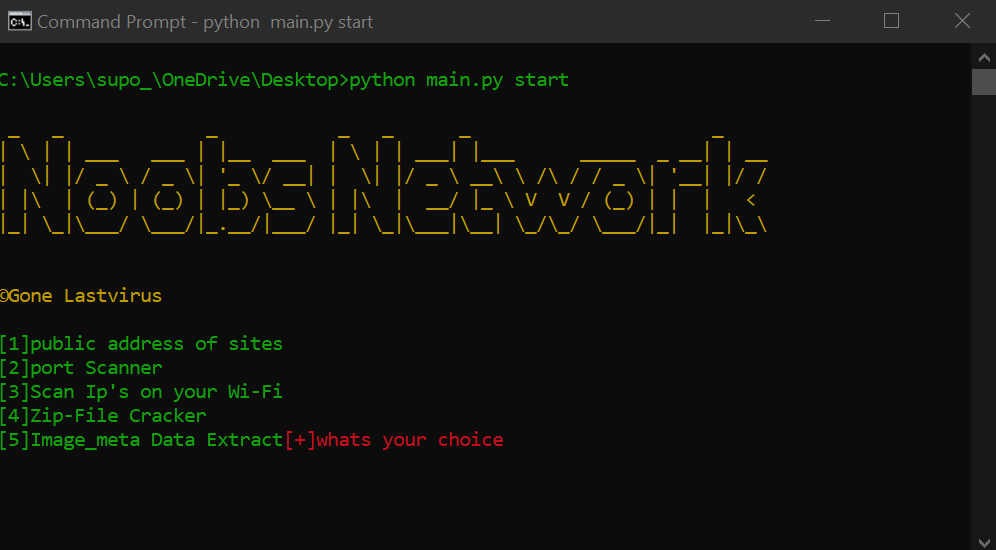 Command Prompt - python  main.py start
C:\Users\supo_\OneDrive\Desktop>python main.py start
Noobs Network
©Gone Lastvirus
[1]public address of sites
[2]port Scanner
[3]Scan Ip's on your Wi-Fi
[4]Zip-File Cracker
[5]Image_meta Data Extract[+]whats your choice